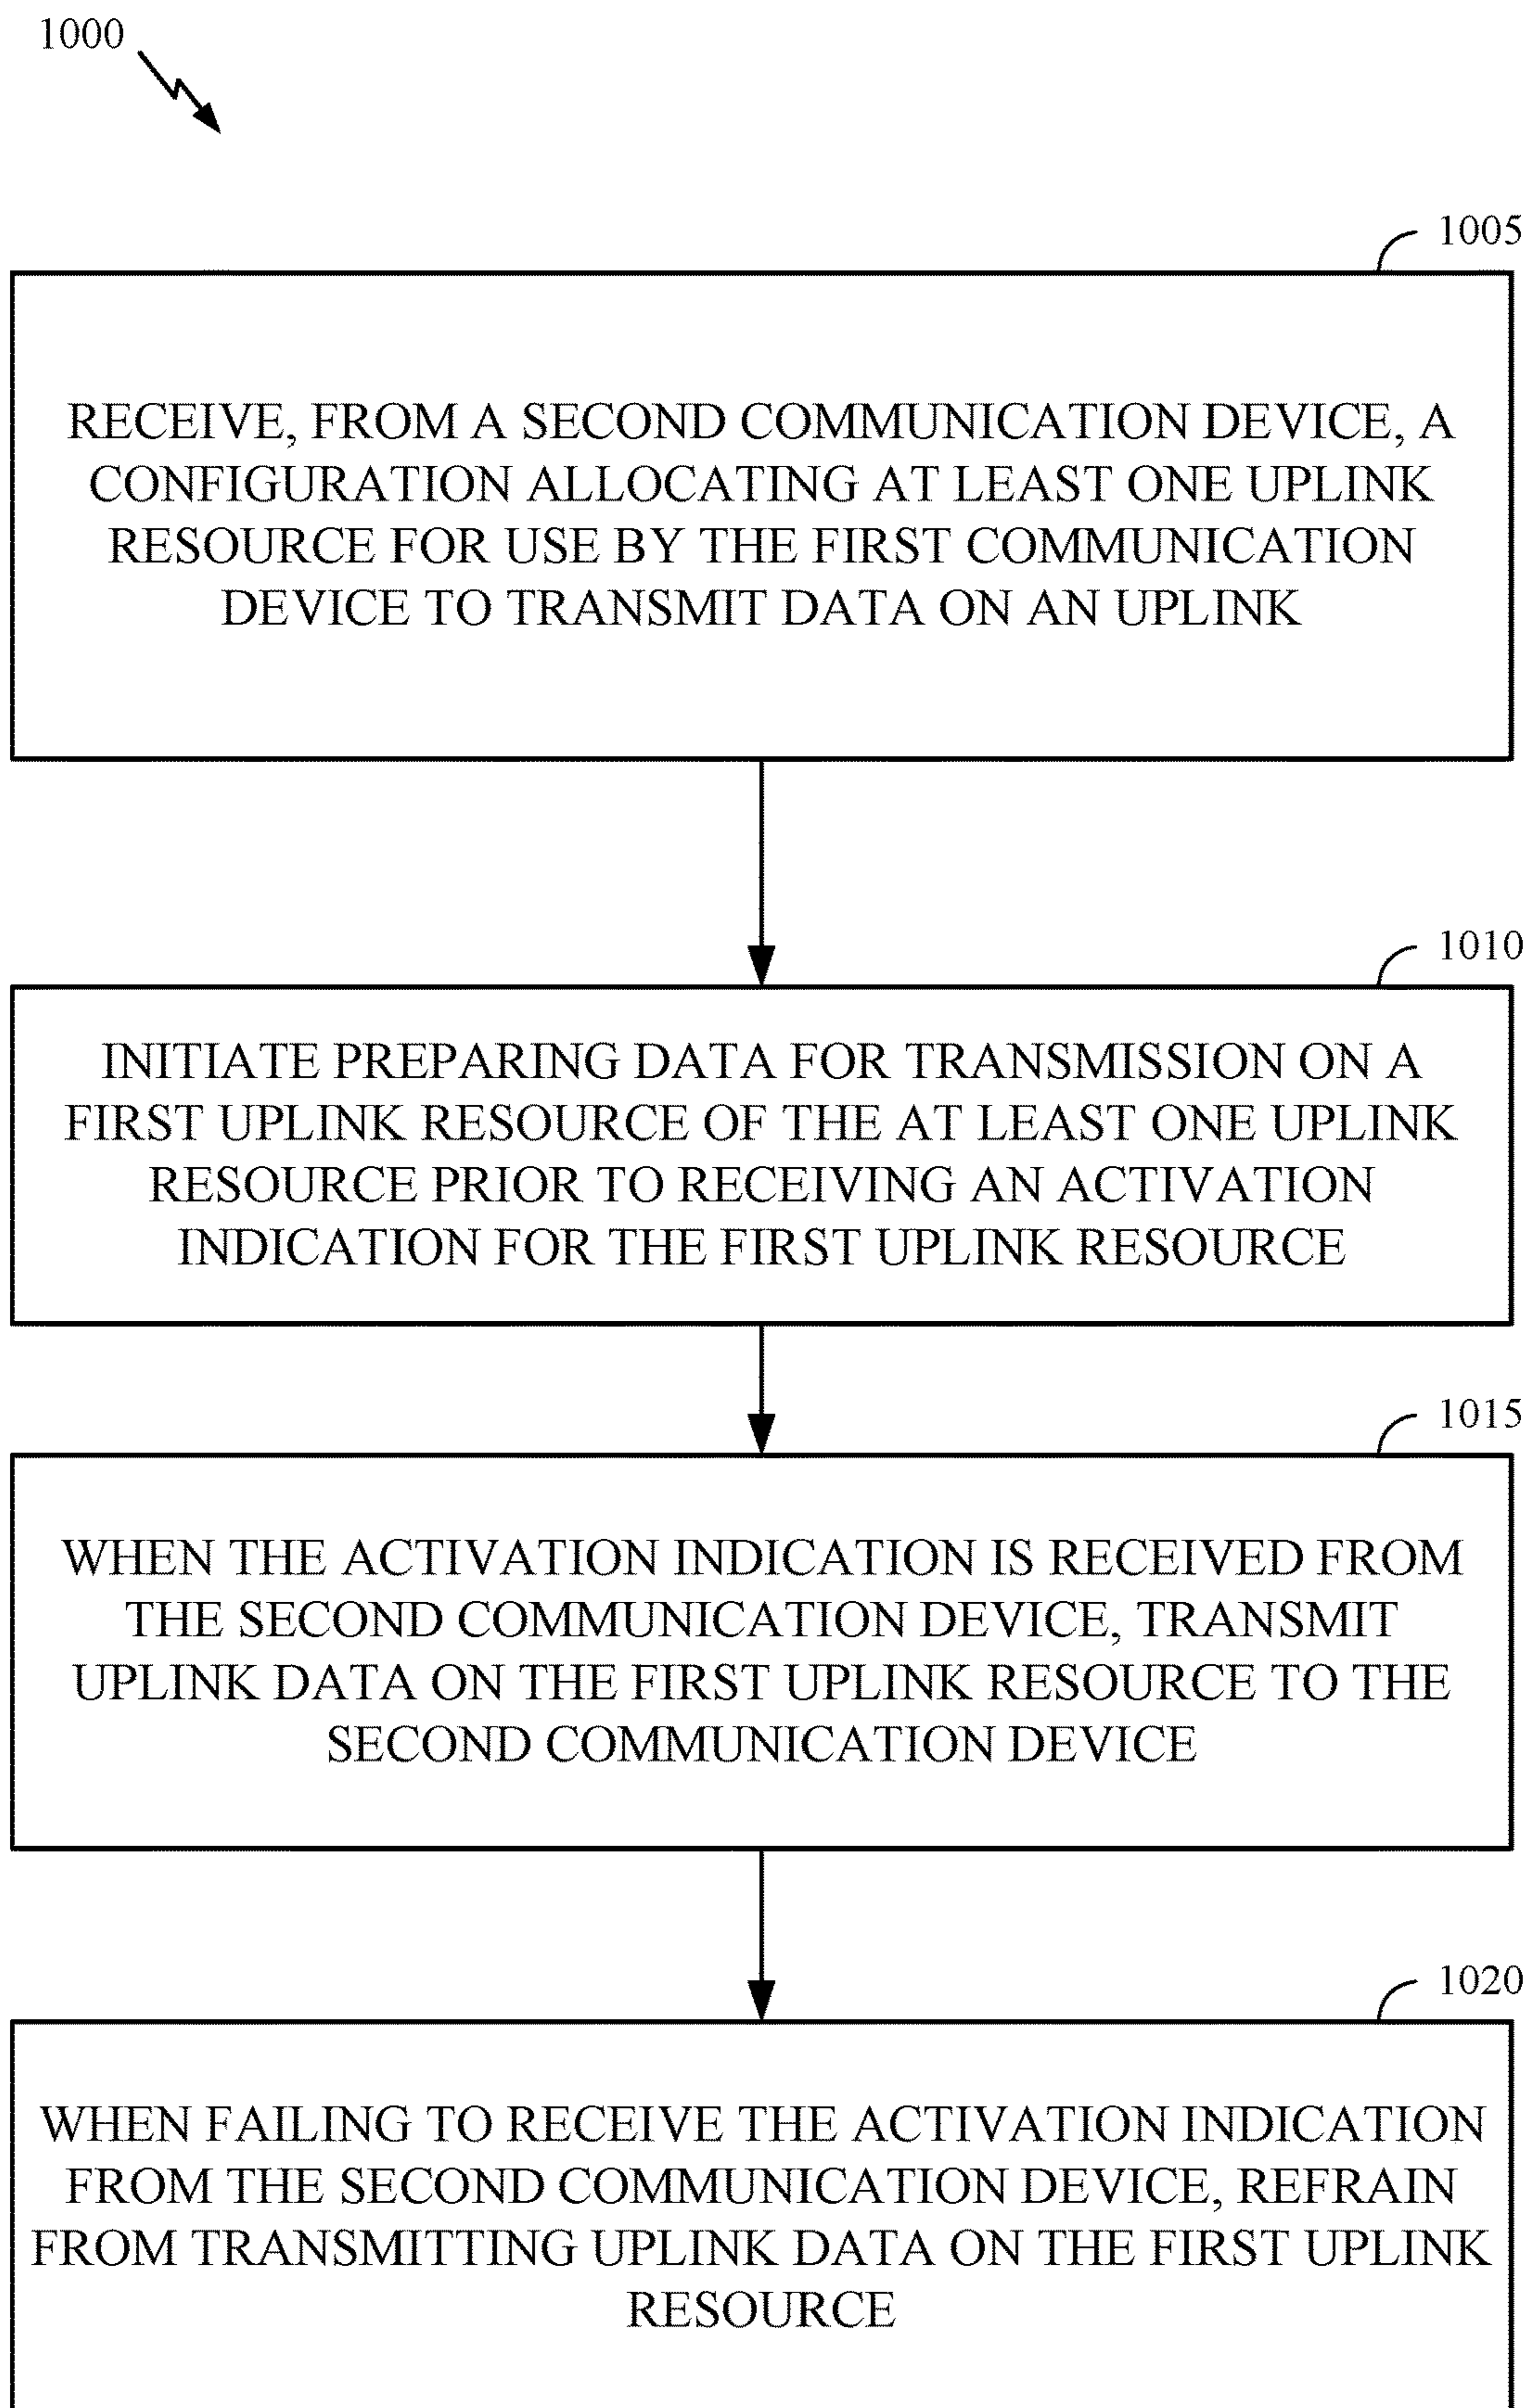 1000
1005
RECEIVE, FROM A SECOND COMMUNICATION DEVICE, A
CONFIGURATION ALLOCATING AT LEAST ONE UPLINK
RESOURCE FOR USE BY THE FIRST COMMUNICATION
DEVICE TO TRANSMIT DATA ON AN UPLINK
1010
INITIATE PREPARING DATA FOR TRANSMISSION ON A
FIRST UPLINK RESOURCE OF THE AT LEAST ONE UPLINK
RESOURCE PRIOR TO RECEIVING AN ACTIVATION
INDICATION FOR THE FIRST UPLINK RESOURCE
1015
WHEN THE ACTIVATION INDICATION IS RECEIVED FROM
THE SECOND COMMUNICATION DEVICE, TRANSMIT
UPLINK DATA ON THE FIRST UPLINK RESOURCE TO THE
SECOND COMMUNICATION DEVICE
1020
WHEN FAILING TO RECEIVE THE ACTIVATION INDICATION
FROM THE SECOND COMMUNICATION DEVICE, REFRAIN
FROM TRANSMITTING UPLINK DATA ON THE FIRST UPLINK
RESOURCE